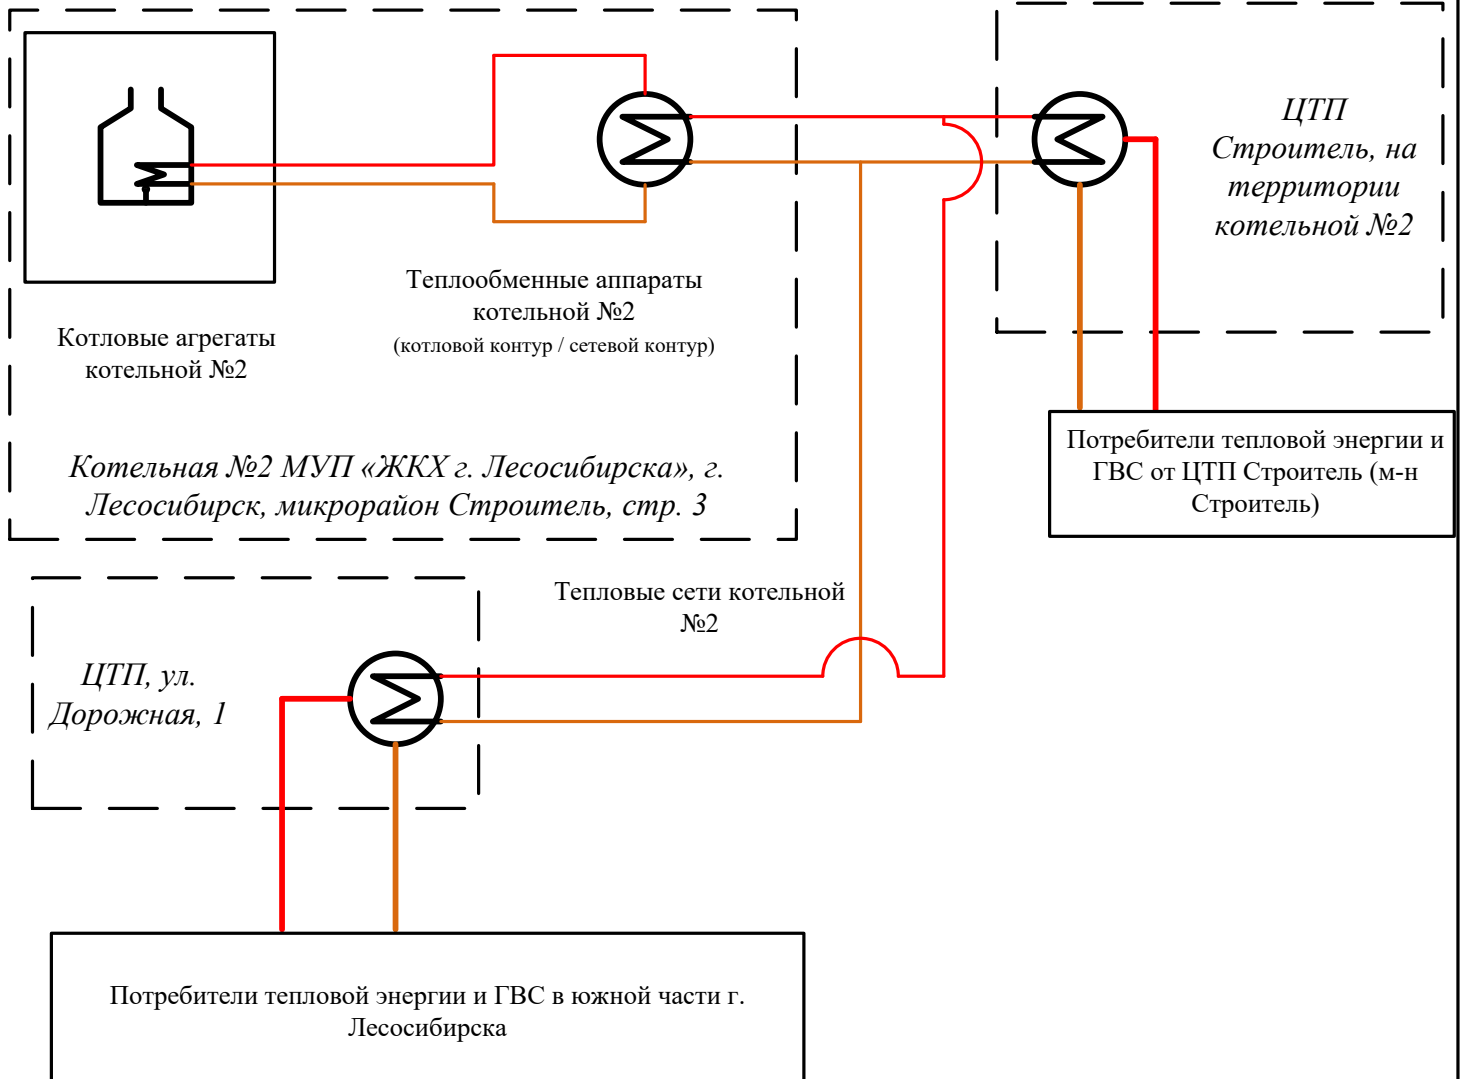 ЦТП
Строитель, на
территории
котельной №2
Теплообменные аппараты
котельной №2
(котловой контур / сетевой контур)
Котловые агрегаты
котельной №2
Котельная №2 МУП «ЖКХ г. Лесосибирска», г.
Лесосибирск, микрорайон Строитель, стр. 3
Потребители тепловой энергии и
ГВС от ЦТП Строитель (м-н
Строитель)
Тепловые сети котельной
№2
ЦТП, ул.
Дорожная, 1
Потребители тепловой энергии и ГВС в южной части г.
Лесосибирска